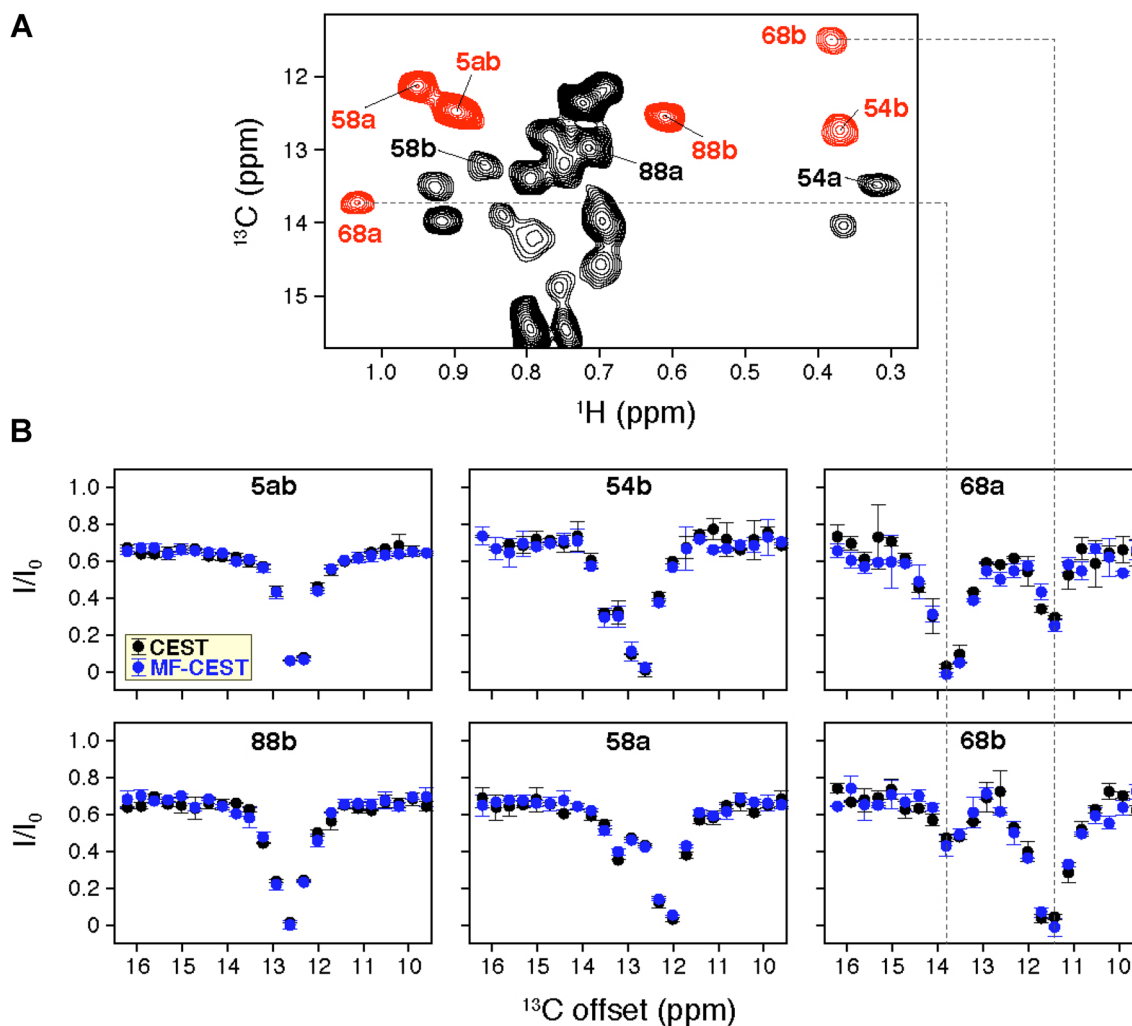 A
68b
5ab
12
58a
54b
58b
88b
13
88a
54a
¹³C (ppm)
14
68a
15
1.0 0.9 0.8 0.7 0.6 0.5 0.4 0.3
¹H (ppm)
B
5ab 54b 68a
1.0
0.8
0.6
I/I₀
0.4
0.2
CEST
MF-CEST
0
88b 58a 68b
1.0
0.8
0.6
I/I₀
0.4
0.2
0
16 15 14 13 12 11 10 16 15 14 13 12 11 10 16 15 14 13 12 11 10
¹³C offset (ppm)